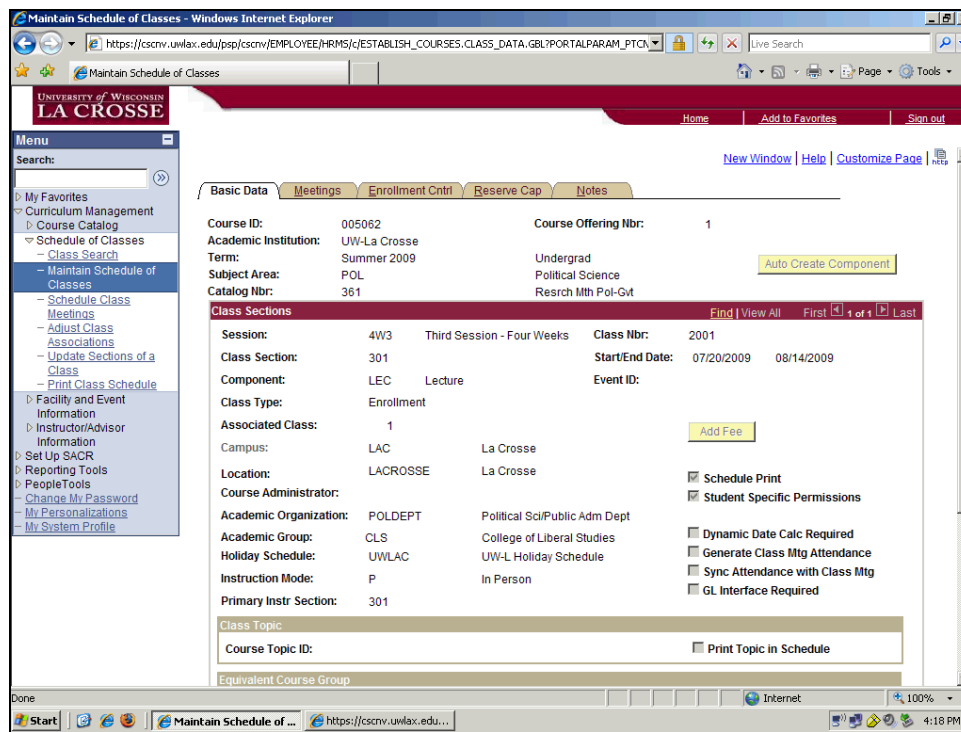 Maintain Schedule of Classes - Windows Internet Explorer
https://cscnv.uwlax.edu/psp/cscnv/EMPLOYEE/HRMS/c/ESTABLISH_COURSES.CLASS_DATA.GBL?PORTALPARAM_PTCN Live Search
Maintain Schedule of Classes Page Tools
UNIVERSITY of WISCONSIN
LA CROSSE
Home Add to Favorites Sign out
Menu
Search:
My Favorites
Curriculum Management
Course Catalog
Schedule of Classes
Class Search
Maintain Schedule of
Classes
Schedule Class
Meetings
Adjust Class
Associations
Update Sections of a
Class
Print Class Schedule
Facility and Event
Information
Instructor/Advisor
Information
Set Up SACR
Reporting Tools
PeopleTools
Change My Password
My Personalizations
My System Profile
New Window | Help | Customize Page | http
Basic Data Meetings Enrollment Cntrl Reserve Cap Notes
Course ID: 005062 Course Offering Nbr: 1
Academic Institution: UW-La Crosse
Term: Summer 2009 Undergrad Auto Create Component
Subject Area: POL Political Science
Catalog Nbr: 361 Resrch Mth Pol-Gvt
Class Sections Find | View All First 1 of 1 Last
Session: 4W3 Third Session - Four Weeks Class Nbr: 2001
Class Section: 301 Start/End Date: 07/20/2009 08/14/2009
Component: LEC Lecture Event ID:
Class Type: Enrollment
Associated Class: 1 Add Fee
Campus: LAC La Crosse
Location: LACROSSE La Crosse Schedule Print
Course Administrator: Student Specific Permissions
Academic Organization: POLDEPT Political Sci/Public Adm Dept
Academic Group: CLS College of Liberal Studies Dynamic Date Calc Required
Holiday Schedule: UWLAC UW-L Holiday Schedule Generate Class Mtg Attendance
Instruction Mode: P In Person Sync Attendance with Class Mtg
Primary Instr Section: 301 GL Interface Required
Class Topic
Course Topic ID: Print Topic in Schedule
Equivalent Course Group
Done Internet 100%
Start Maintain Schedule of ... https://cscnv.uwlax.edu... 4:18 PM